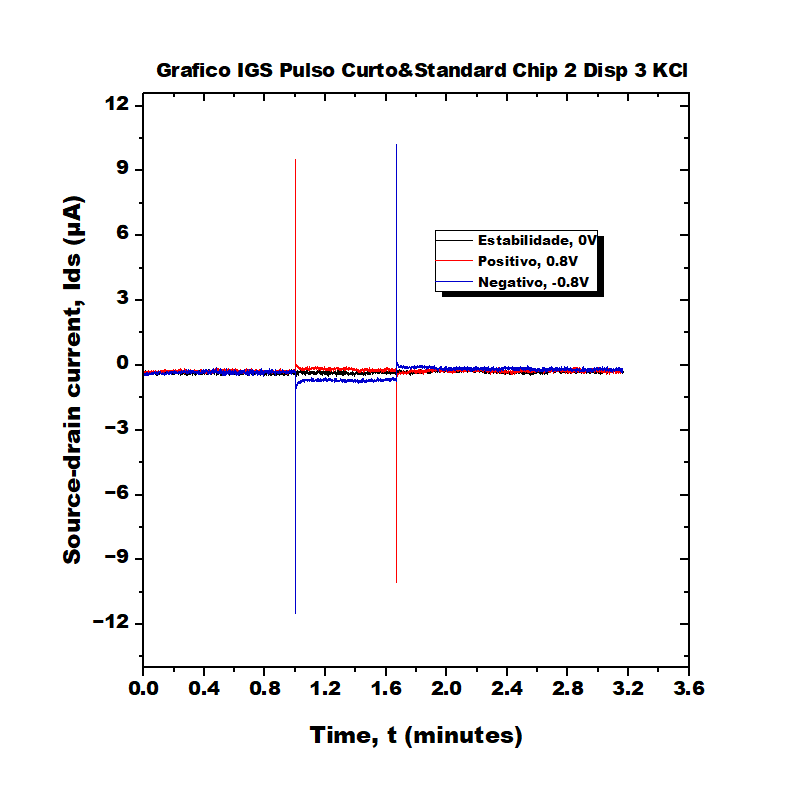 Grafico IGS Pulso Curto&Standard Chip 2 Disp 3 KCl
12
9
6
3
0
−3
−6
−9
−12
Source-drain current, Ids (µA)
Estabilidade, 0V
Positivo, 0.8V
Negativo, -0.8V
0.0 0.4 0.8 1.2 1.6 2.0 2.4 2.8 3.2 3.6
Time, t (minutes)